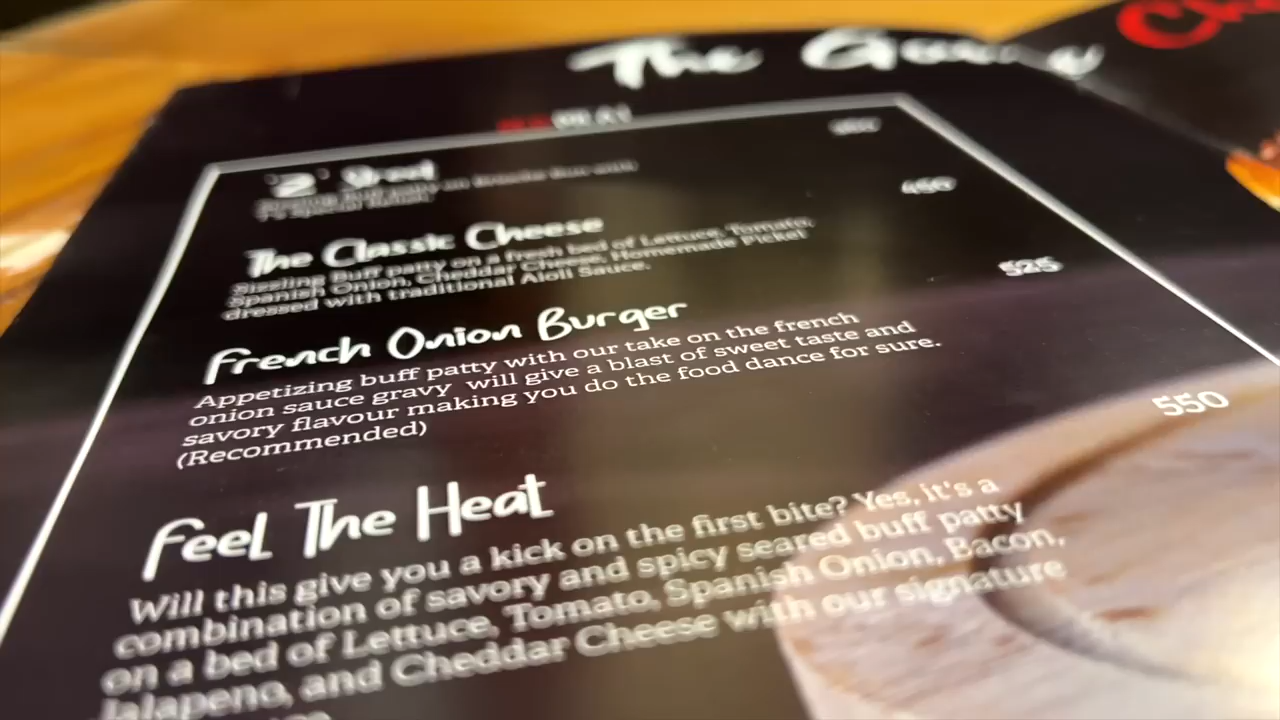 The
RED MEAT
The Classic Cheese
450
Sizzling Buff patty on a fresh bed of Lettuce, Tomato,
Spanish Onion, Cheddar Cheese, Homemade Pickel
dressed with traditional Aioli Sauce.
French Onion Burger
525
Appetizing buff patty with our take on the french
onion sauce gravy will give a blast of sweet taste and
savory flavour making you do the food dance for sure.
(Recommended)
Feel The Heat
550
Will this give you a kick on the first bite? Yes, it's a
combination of savory and spicy seared buff patty
on a bed of Lettuce, Tomato, Spanish Onion, Bacon,
Jalapeno, and Cheddar Cheese with our signature